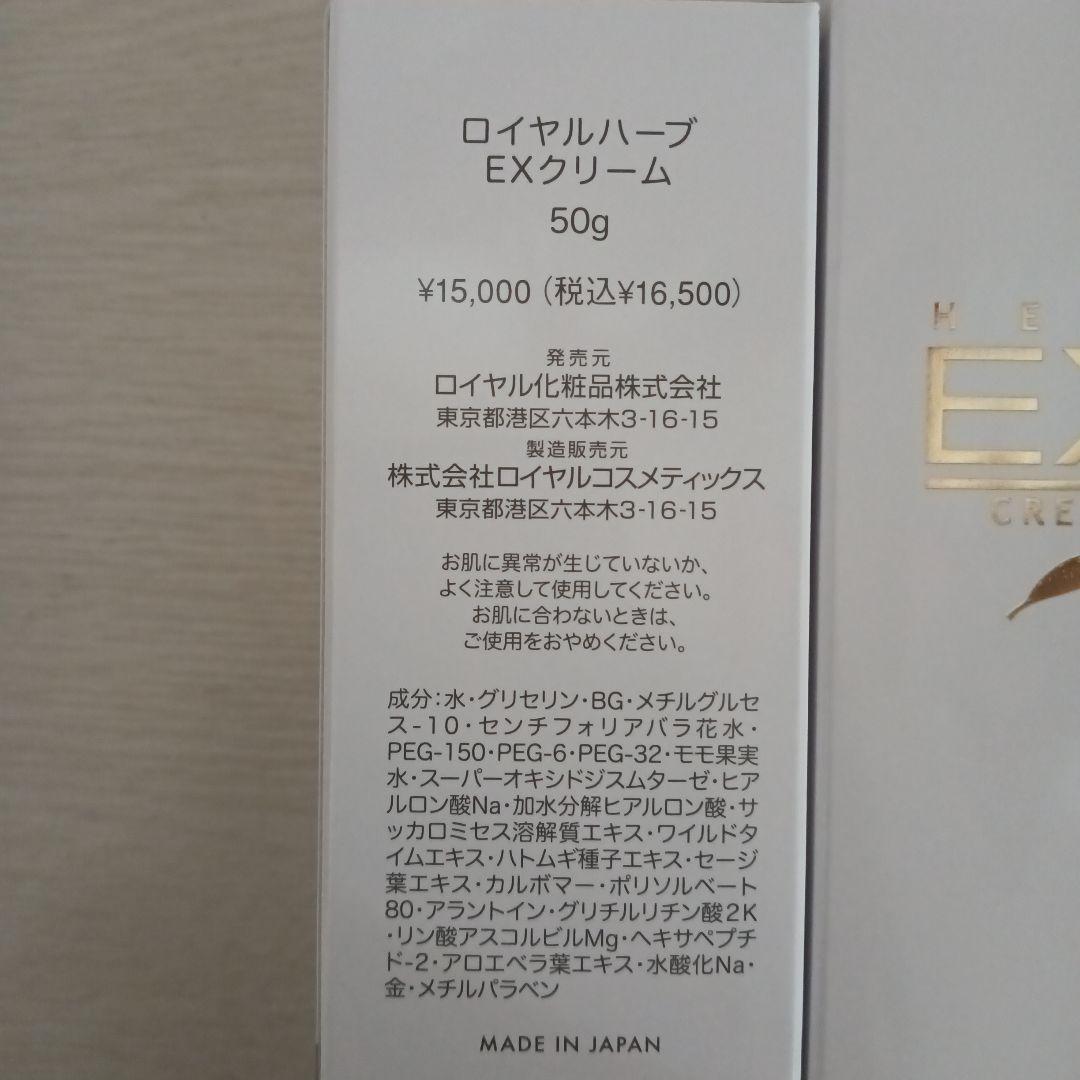 ロイヤルハーブ
EXクリーム
50g
¥15,000（税込¥16,500）
発売元
ロイヤル化粧品株式会社
東京都港区六本木3-16-15
製造販売元
株式会社ロイヤルコスメティックス
東京都港区六本木3-16-15
お肌に異常が生じていないか、
よく注意して使用してください。
お肌に合わないときは、
ご使用をおやめください。
成分：水・グリセリン・BG・メチルグルセ
ス-10・センチフォリアバラ花水・
PEG-150・PEG-6・PEG-32・モモ果実
水・スーパーオキシドジスムターゼ・ヒア
ルロン酸Na・加水分解ヒアルロン酸・サ
ッカロミセス溶解質エキス・ワイルドタ
イムエキス・ハトムギ種子エキス・セージ
葉エキス・カルボマー・ポリソルベート
80・アラントイン・グリチルリチン酸2K
・リン酸アスコルビルMg・ヘキサペプチ
ド-2・アロエベラ葉エキス・水酸化Na・
金・メチルパラベン
MADE IN JAPAN
H E
EX
CRE